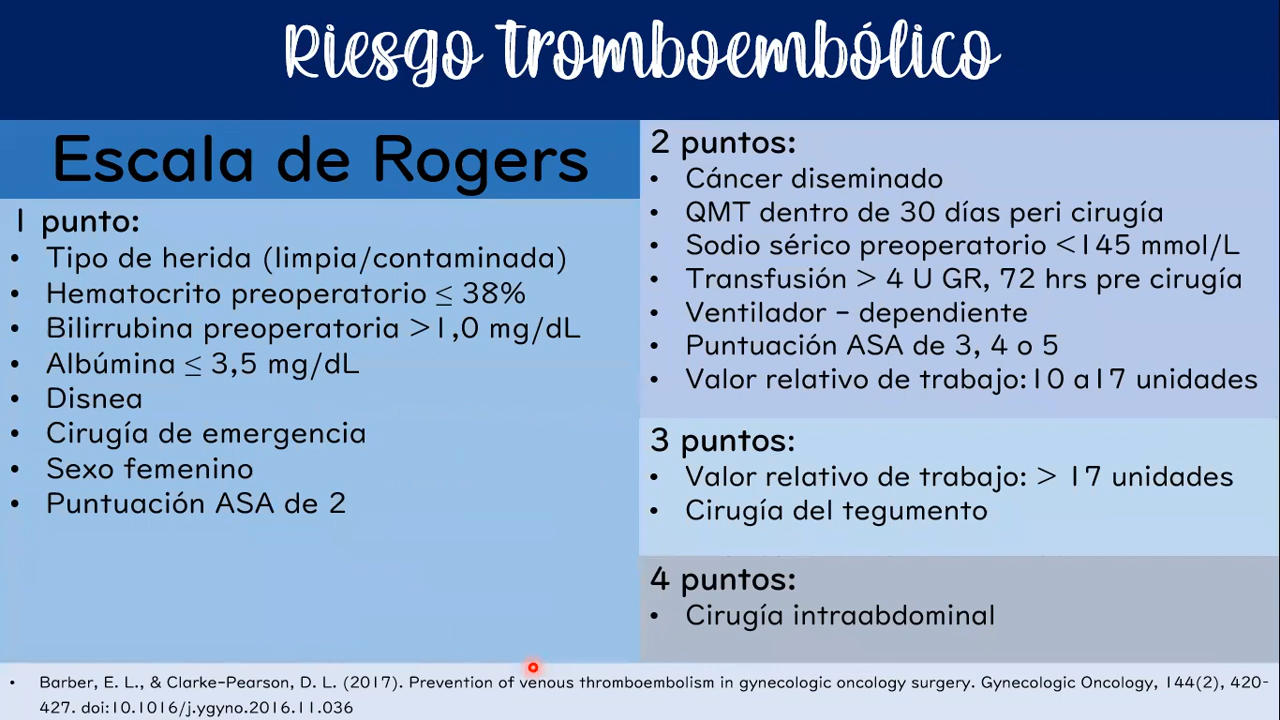 Riesgo Tromboembólico
Escala de Rogers
1 punto:
• Tipo de herida (limpia/contaminada)
• Hematocrito preoperatorio ≤ 38%
• Bilirrubina preoperatoria >1,0 mg/dL
• Albúmina ≤ 3,5 mg/dL
• Disnea
• Cirugía de emergencia
• Sexo femenino
• Puntuación ASA de 2
2 puntos:
• Cáncer diseminado
• QMT dentro de 30 días peri cirugía
• Sodio sérico preoperatorio <145 mmol/L
• Transfusión > 4 U GR, 72 hrs pre cirugía
• Ventilador – dependiente
• Puntuación ASA de 3, 4 o 5
• Valor relativo de trabajo:10 a17 unidades
3 puntos:
• Valor relativo de trabajo: > 17 unidades
• Cirugía del tegumento
4 puntos:
• Cirugía intraabdominal
• Barber, E. L., & Clarke-Pearson, D. L. (2017). Prevention of venous thromboembolism in gynecologic oncology surgery. Gynecologic Oncology, 144(2), 420-
427. doi:10.1016/j.ygyno.2016.11.036